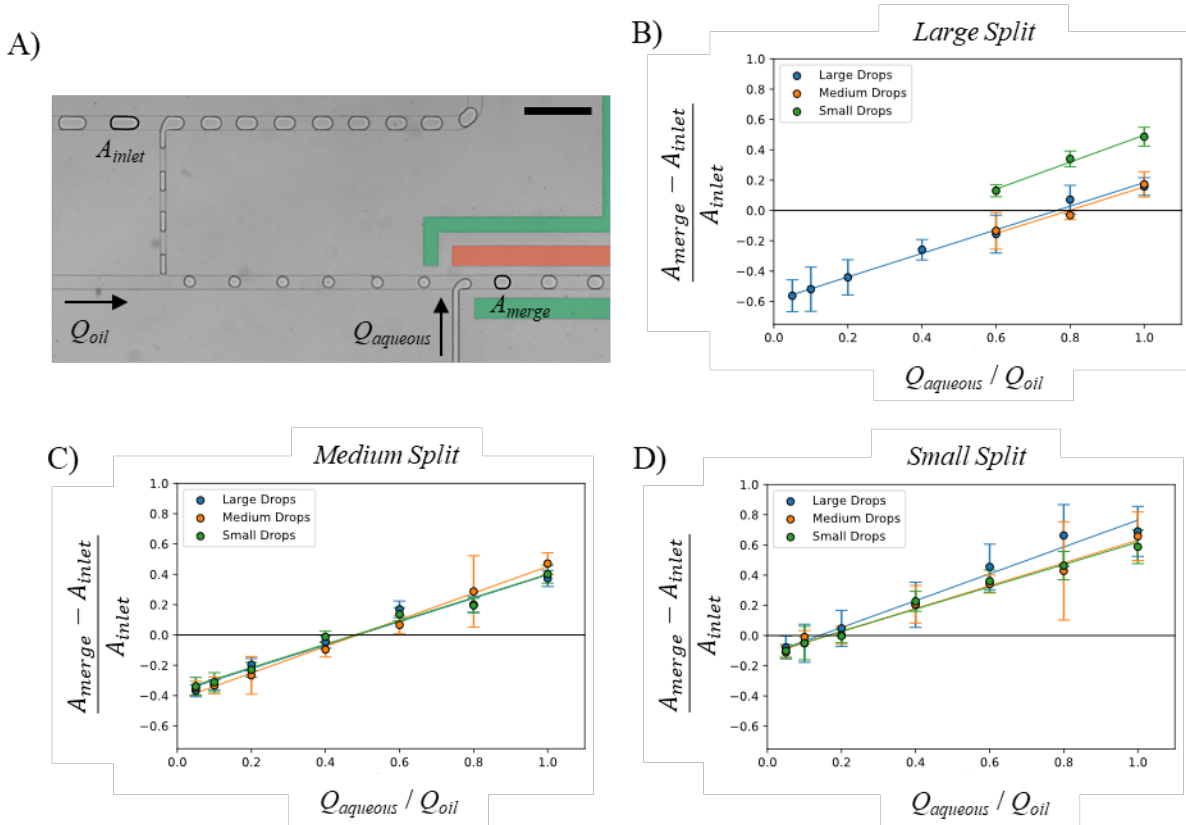 A)
A_inlet
Q_oil
Q_aqueous
A_merge
B)
Large Split
Large Drops
Medium Drops
Small Drops
A_merge − A_inlet
A_inlet
1.0
0.8
0.6
0.4
0.2
0.0
−0.2
−0.4
−0.6
0.0 0.2 0.4 0.6 0.8 1.0
Q_aqueous / Q_oil
C)
Medium Split
Large Drops
Medium Drops
Small Drops
A_merge − A_inlet
A_inlet
1.0
0.8
0.6
0.4
0.2
0.0
−0.2
−0.4
−0.6
0.0 0.2 0.4 0.6 0.8 1.0
Q_aqueous / Q_oil
D)
Small Split
Large Drops
Medium Drops
Small Drops
A_merge − A_inlet
A_inlet
1.0
0.8
0.6
0.4
0.2
0.0
−0.2
−0.4
−0.6
0.0 0.2 0.4 0.6 0.8 1.0
Q_aqueous / Q_oil